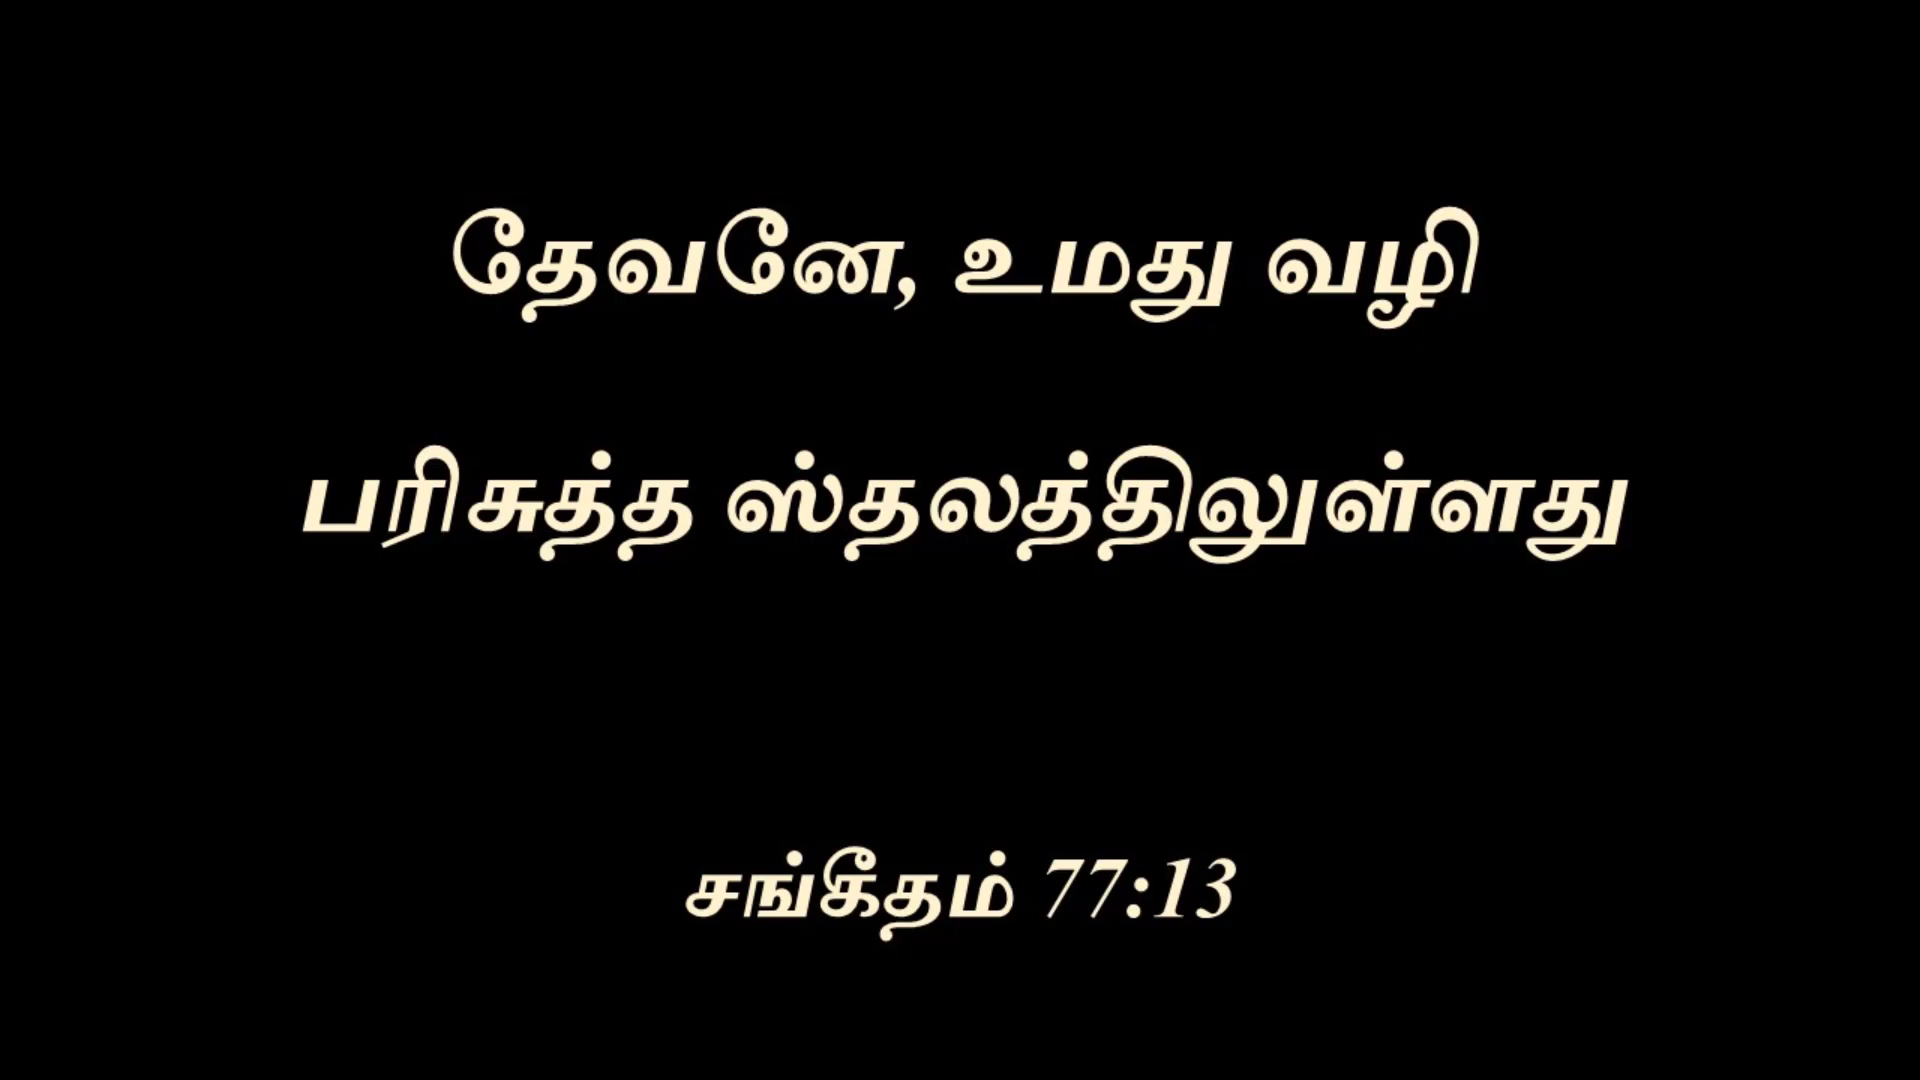 தேவனே, உமது வழி
பரிசுத்த ஸ்தலத்திலுள்ளது
சங்கீதம் 77:13